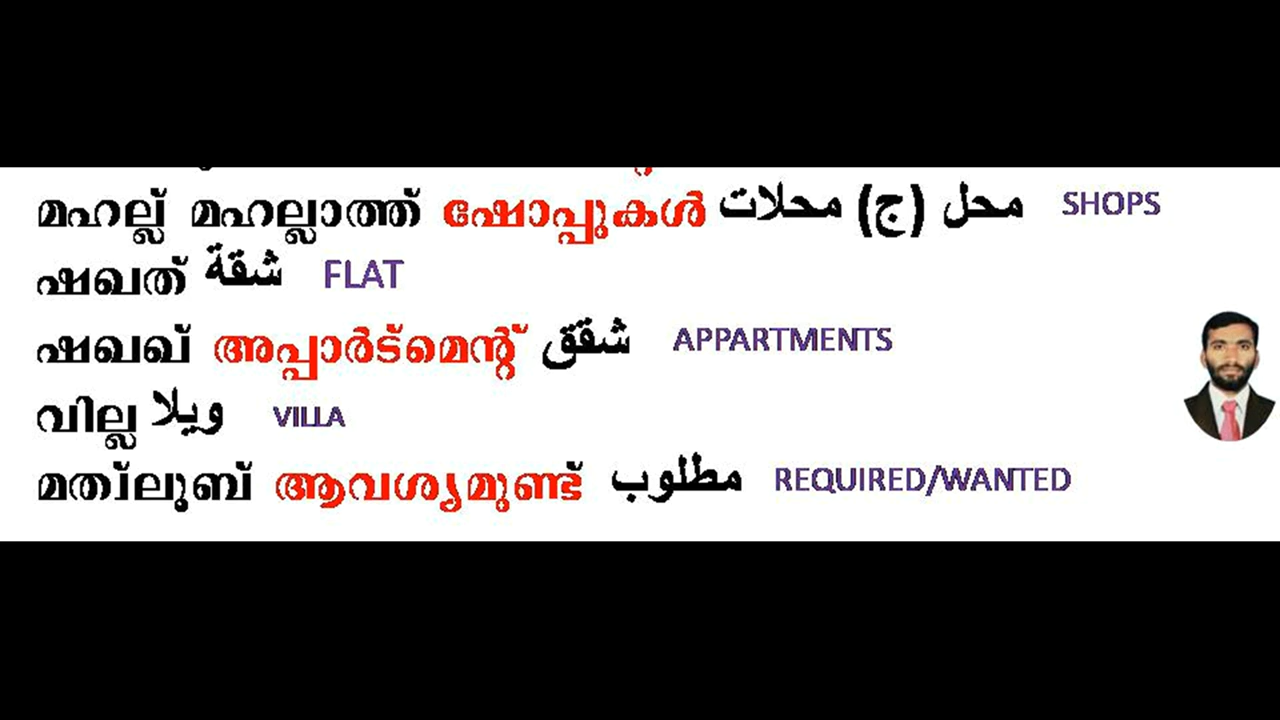 മഹല്ല് മഹല്ലാത്ത് ഷോപ്പുകൾ محل (ج) محلات SHOPS
ഷഖത് شقة FLAT
ഷഖഖ് അപ്പാർട്മെന്റ് شقق APPARTMENTS
വില്ല ويلا VILLA
മത്വ്‌ലൂബ് ആവശ്യമുണ്ട് مطلوب REQUIRED/WANTED